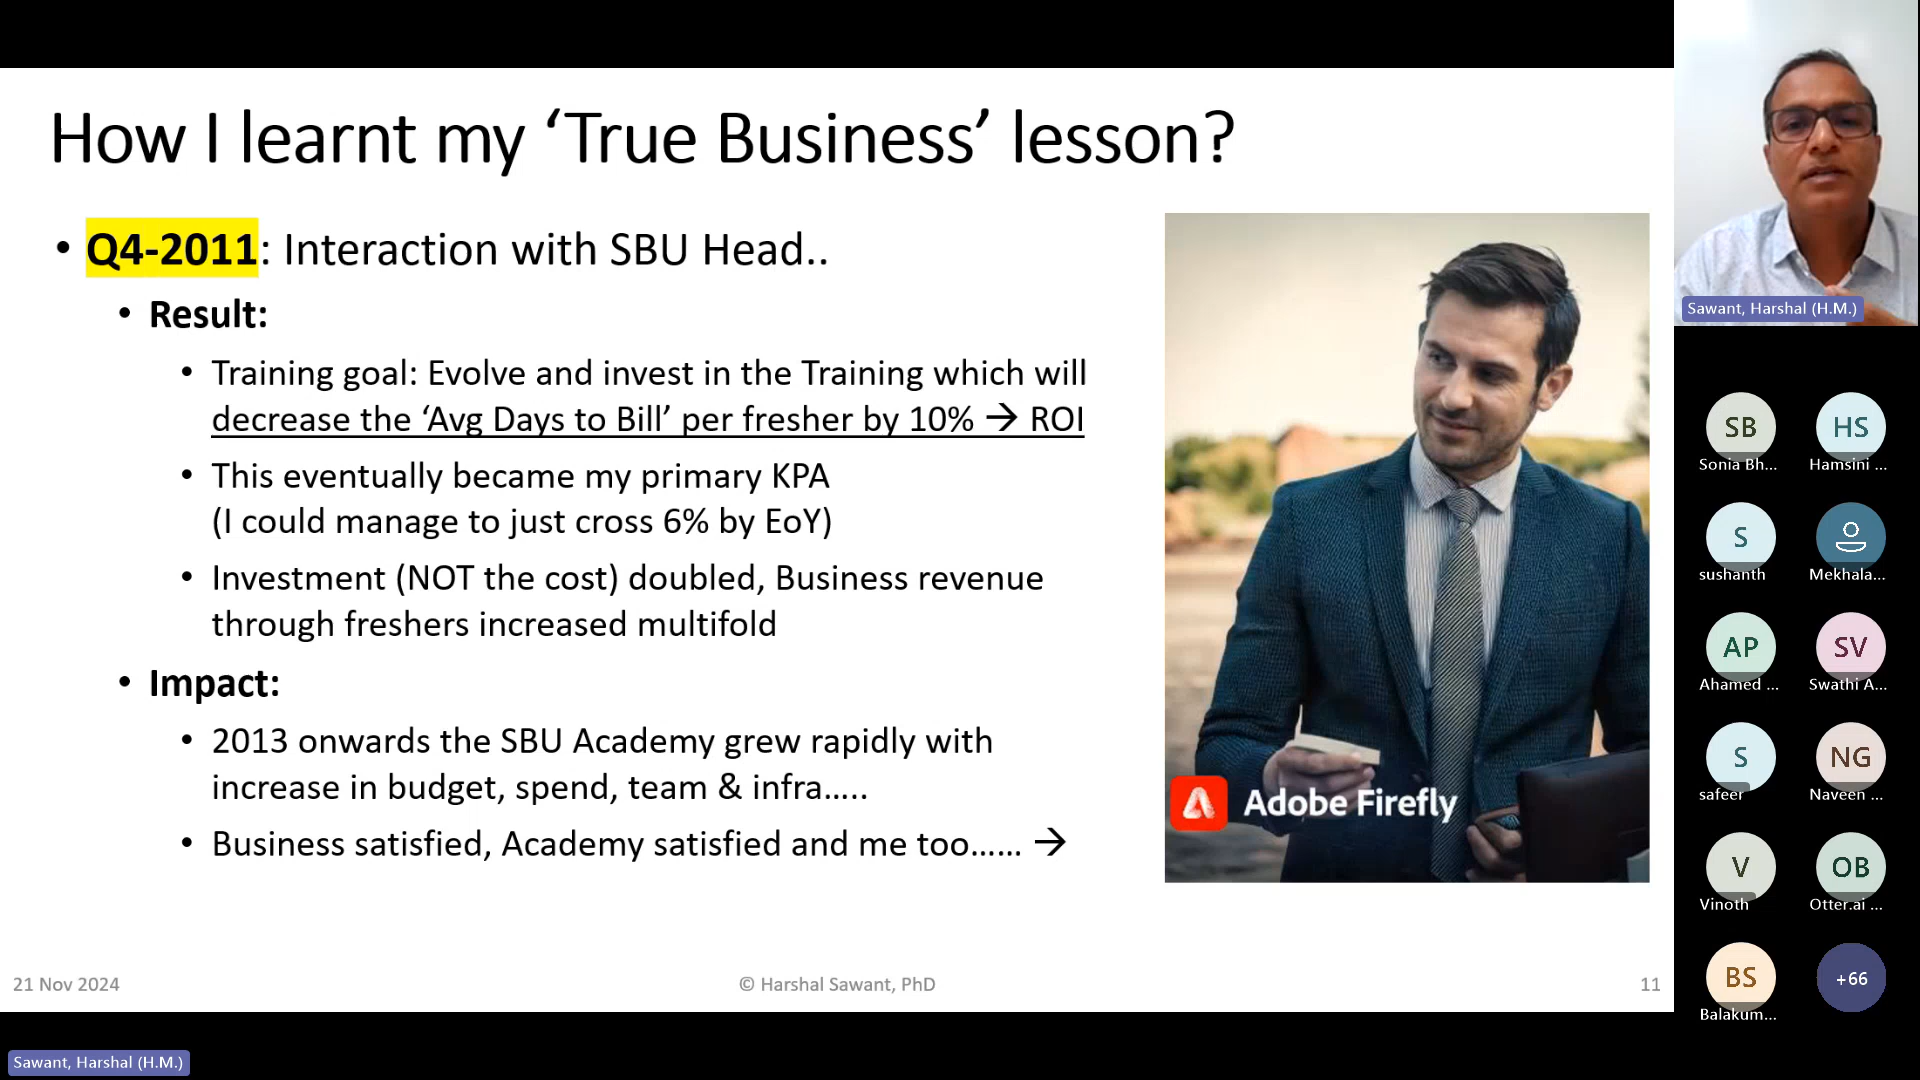 How I learnt my ‘True Business’ lesson?
• Q4-2011: Interaction with SBU Head..
• Result:
• Training goal: Evolve and invest in the Training which will
decrease the ‘Avg Days to Bill’ per fresher by 10% → ROI
• This eventually became my primary KPA
(I could manage to just cross 6% by EoY)
• Investment (NOT the cost) doubled, Business revenue
through freshers increased multifold
• Impact:
• 2013 onwards the SBU Academy grew rapidly with
increase in budget, spend, team & infra…..
• Business satisfied, Academy satisfied and me too…… →
Adobe Firefly
21 Nov 2024
© Harshal Sawant, PhD
11
Sawant, Harshal (H.M.)
SB
Sonia Bh...
HS
Hamsini ...
S
sushanth
Mekhala...
AP
Ahamed ...
SV
Swathi A...
S
safeer
NG
Naveen ...
V
Vinoth
OB
Otter.ai ...
BS
Balakum...
+66
Sawant, Harshal (H.M.)